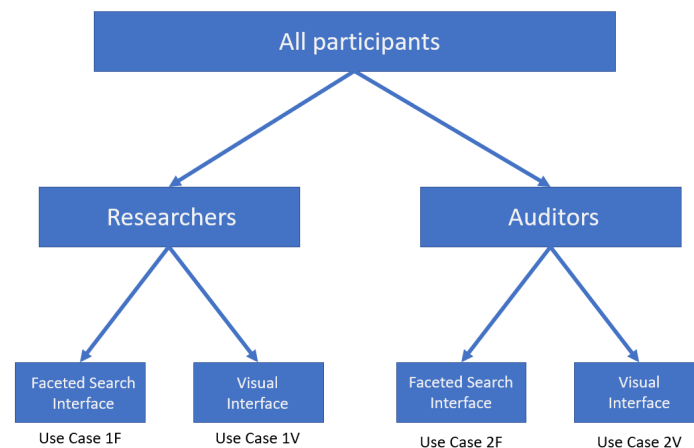 All participants
Researchers
Auditors
Faceted Search
Interface
Visual
Interface
Faceted Search
Interface
Visual
Interface
Use Case 1F
Use Case 1V
Use Case 2F
Use Case 2V